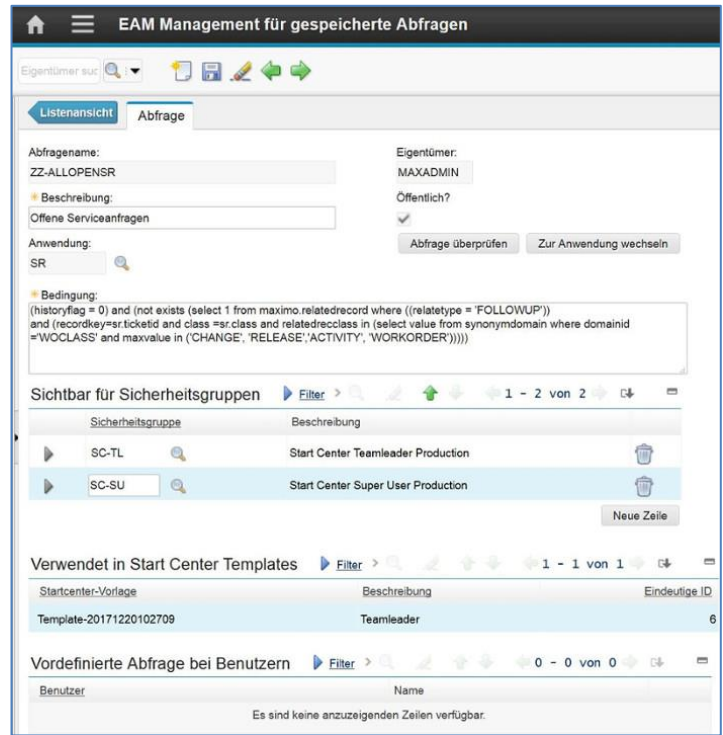 EAM Management für gespeicherte Abfragen
Eigentümer suc
Listenansicht Abfrage
Abfragename: Eigentümer:
ZZ-ALLOPENSR MAXADMIN
Beschreibung: Öffentlich?
Offene Serviceanfragen
Anwendung: Abfrage überprüfen Zur Anwendung wechseln
SR
Bedingung:
(historyflag = 0) and (not exists (select 1 from maximo.relatedrecord where ((relatetype = 'FOLLOWUP'))
and (recordkey=sr.ticketid and class =sr.class and relatedrecclass in (select value from synonymdomain where domainid
='WOCLASS' and maxvalue in ('CHANGE', 'RELEASE','ACTIVITY', 'WORKORDER')))))
Sichtbar für Sicherheitsgruppen Filter > 1 - 2 von 2
Sicherheitsgruppe Beschreibung
SC-TL Start Center Teamleader Production
SC-SU Start Center Super User Production
Neue Zeile
Verwendet in Start Center Templates Filter > 1 - 1 von 1
Startcenter-Vorlage Beschreibung Eindeutige ID
Template-20171220102709 Teamleader 6
Vordefinierte Abfrage bei Benutzern Filter > 0 - 0 von 0
Benutzer Name
Es sind keine anzuzeigenden Zeilen verfügbar.